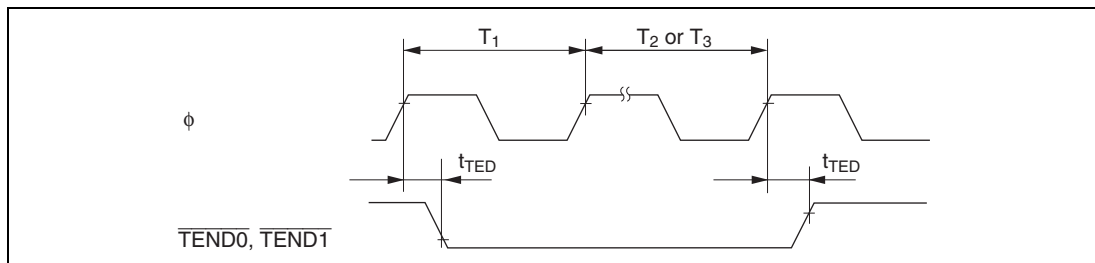 T₁ T₂ or T₃
ϕ
tTED tTED
TEND0, TEND1